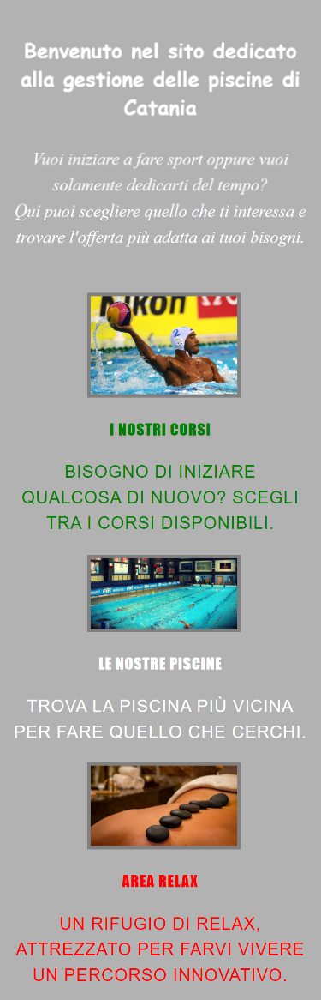 Benvenuto nel sito dedicato
alla gestione delle piscine di
Catania
Vuoi iniziare a fare sport oppure vuoi
solamente dedicarti del tempo?
Qui puoi scegliere quello che ti interessa e
trovare l'offerta più adatta ai tuoi bisogni.
Nikon
2
I NOSTRI CORSI
BISOGNO DI INIZIARE
QUALCOSA DI NUOVO? SCEGLI
TRA I CORSI DISPONIBILI.
LE NOSTRE PISCINE
TROVA LA PISCINA PIÙ VICINA
PER FARE QUELLO CHE CERCHI.
AREA RELAX
UN RIFUGIO DI RELAX,
ATTREZZATO PER FARVI VIVERE
UN PERCORSO INNOVATIVO.